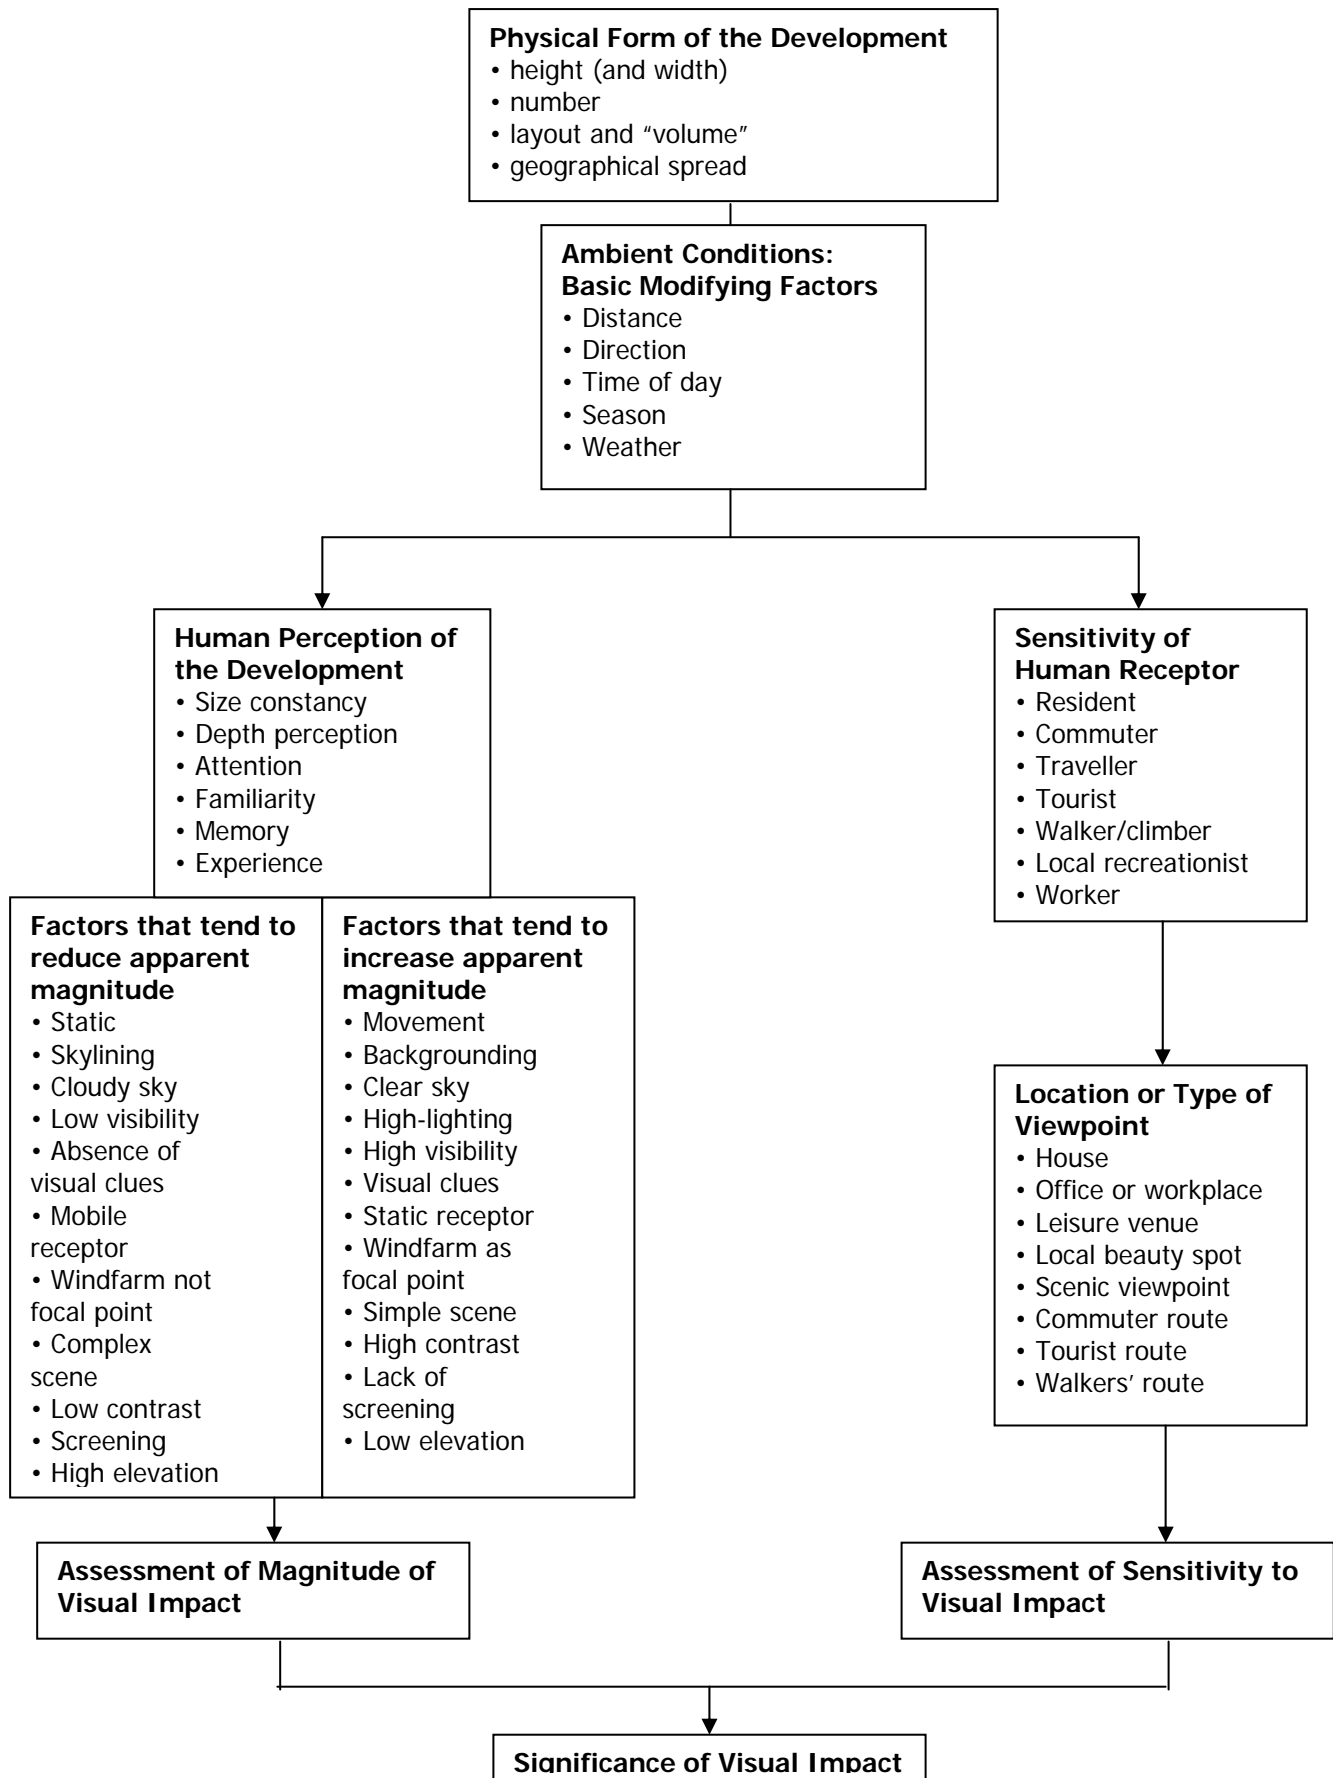 Physical Form of the Development
• height (and width)
• number
• layout and “volume”
• geographical spread
Ambient Conditions:
Basic Modifying Factors
• Distance
• Direction
• Time of day
• Season
• Weather
Human Perception of
the Development
• Size constancy
• Depth perception
• Attention
• Familiarity
• Memory
• Experience
Factors that tend to
reduce apparent
magnitude
• Static
• Skylining
• Cloudy sky
• Low visibility
• Absence of
visual clues
• Mobile
receptor
• Windfarm not
focal point
• Complex
scene
• Low contrast
• Screening
• High elevation
Factors that tend to
increase apparent
magnitude
• Movement
• Backgrounding
• Clear sky
• High-lighting
• High visibility
• Visual clues
• Static receptor
• Windfarm as
focal point
• Simple scene
• High contrast
• Lack of
screening
• Low elevation
Assessment of Magnitude of
Visual Impact
Sensitivity of
Human Receptor
• Resident
• Commuter
• Traveller
• Tourist
• Walker/climber
• Local recreationist
• Worker
Location or Type of
Viewpoint
• House
• Office or workplace
• Leisure venue
• Local beauty spot
• Scenic viewpoint
• Commuter route
• Tourist route
• Walkers’ route
Assessment of Sensitivity to
Visual Impact
Significance of Visual Impact